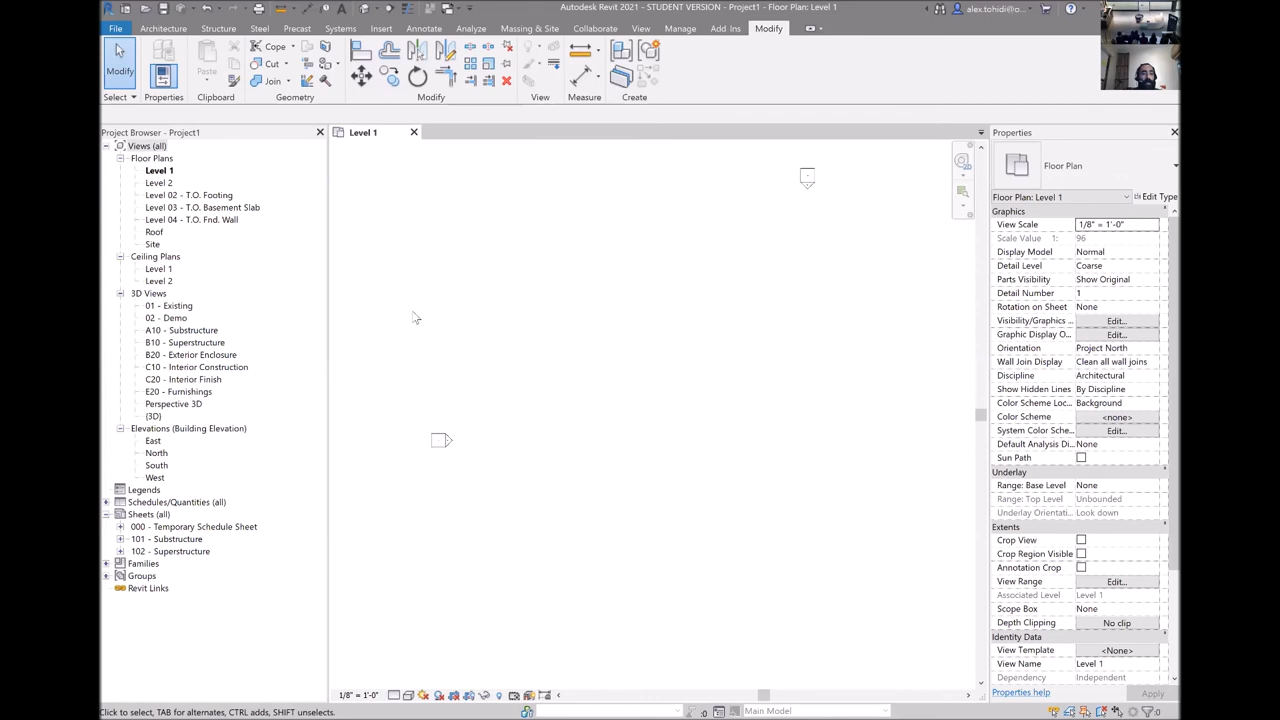 Autodesk Revit 2021 - STUDENT VERSION - Project1 - Floor Plan: Level 1
alex.tohidi@o...
File Architecture Structure Steel Precast Systems Insert Annotate Analyze Massing & Site Collaborate View Manage Add Ins Modify
Modify Paste Cope Cut Join
Select Properties Clipboard Geometry Modify View Measure Create
Project Browser - Project1
Views (all)
Floor Plans
Level 1
Level 2
Level 02 - T.O. Footing
Level 03 - T.O. Basement Slab
Level 04 - T.O. Fnd. Wall
Roof
Site
Ceiling Plans
Level 1
Level 2
3D Views
01 - Existing
02 - Demo
A10 - Substructure
B10 - Superstructure
B20 - Exterior Enclosure
C10 - Interior Construction
C20 - Interior Finish
E20 - Furnishings
Perspective 3D
{3D}
Elevations (Building Elevation)
East
North
South
West
Legends
Schedules/Quantities (all)
Sheets (all)
000 - Temporary Schedule Sheet
101 - Substructure
102 - Superstructure
Families
Groups
Revit Links
Level 1
Properties
Floor Plan
Floor Plan: Level 1 Edit Type
Graphics
View Scale 1/8" = 1'-0"
Scale Value 1: 96
Display Model Normal
Detail Level Coarse
Parts Visibility Show Original
Detail Number 1
Rotation on Sheet None
Visibility/Graphics ... Edit...
Graphic Display O... Edit...
Orientation Project North
Wall Join Display Clean all wall joins
Discipline Architectural
Show Hidden Lines By Discipline
Color Scheme Loc... Background
Color Scheme <none>
System Color Sche... Edit...
Default Analysis Di... None
Sun Path
Underlay
Range: Base Level None
Range: Top Level Unbounded
Underlay Orientati... Look down
Extents
Crop View
Crop Region Visible
Annotation Crop
View Range Edit...
Associated Level Level 1
Scope Box None
Depth Clipping No clip
Identity Data
View Template <None>
View Name Level 1
Dependency Independent
Properties help Apply
1/8" = 1'-0"
Click to select, TAB for alternates, CTRL adds, SHIFT unselects.
:0 Main Model :0